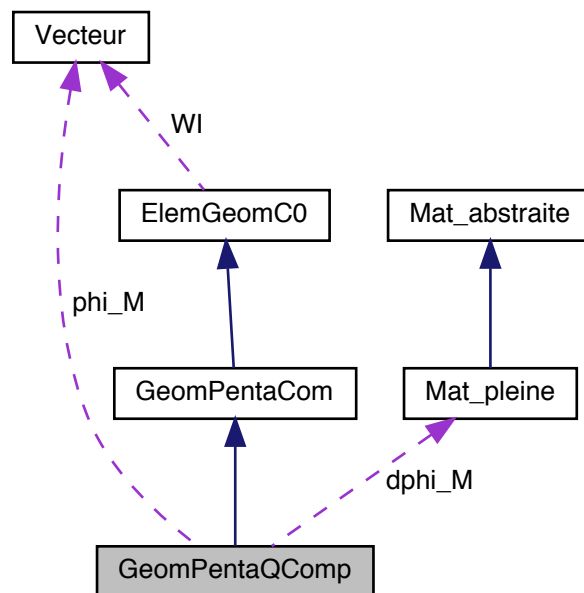 Vecteur
WI
ElemGeomC0
Mat_abstraite
phi_M
GeomPentaCom
Mat_pleine
dphi_M
GeomPentaQComp